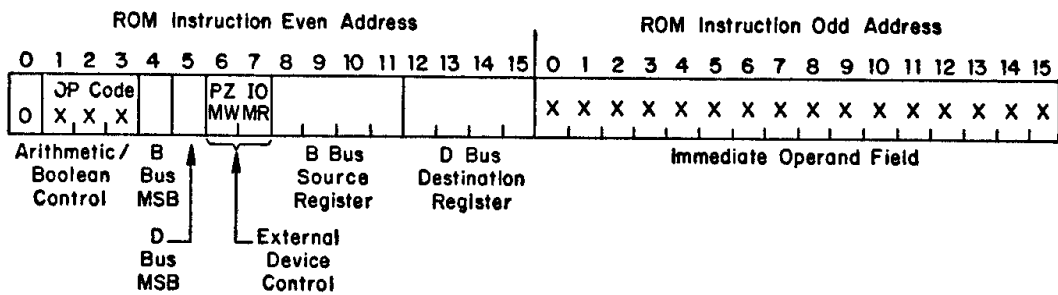 ROM Instruction Even Address
ROM Instruction Odd Address
0 1 2 3 4 5 6 7 8 9 10 11 12 13 14 15 0 1 2 3 4 5 6 7 8 9 10 11 12 13 14 15
OP Code PZ IO
0 X X X MW MR X X X X X X X X X X X X X X X X
Arithmetic/
Boolean
Control
B
Bus
MSB
B Bus
Source
Register
D Bus
Destination
Register
Immediate Operand Field
D
Bus
MSB
External
Device
Control